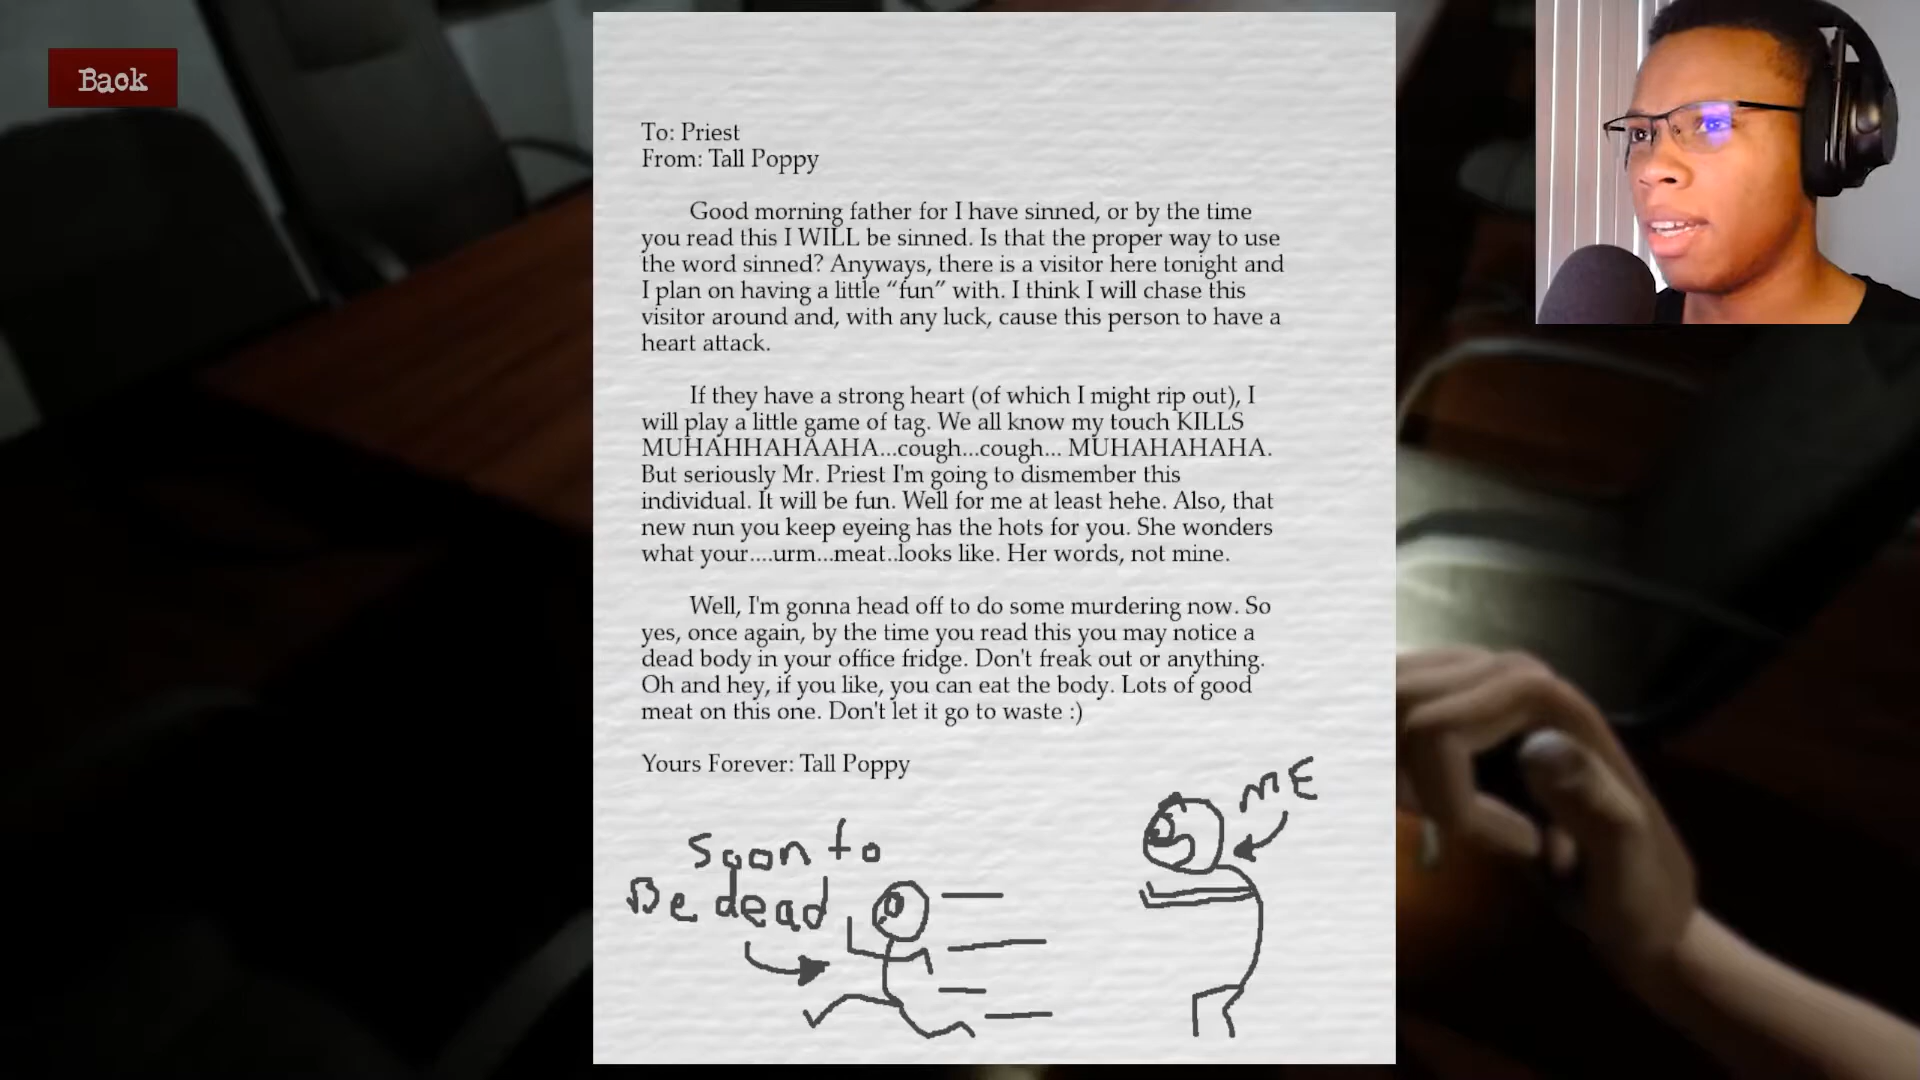 Back
To: Priest
From: Tall Poppy
Good morning father for I have sinned, or by the time
you read this I WILL be sinned. Is that the proper way to use
the word sinned? Anyways, there is a visitor here tonight and
I plan on having a little “fun” with. I think I will chase this
visitor around and, with any luck, cause this person to have a
heart attack.
If they have a strong heart (of which I might rip out), I
will play a little game of tag. We all know my touch KILLS
MUHAHHAHAAHA...cough...cough... MUHAHAHAHA.
But seriously Mr. Priest I'm going to dismember this
individual. It will be fun. Well for me at least hehe. Also, that
new nun you keep eyeing has the hots for you. She wonders
what your....urm...meat..looks like. Her words, not mine.
Well, I'm gonna head off to do some murdering now. So
yes, once again, by the time you read this you may notice a
dead body in your office fridge. Don't freak out or anything.
Oh and hey, if you like, you can eat the body. Lots of good
meat on this one. Don't let it go to waste :)
Yours Forever: Tall Poppy
ME
Soon to
Be dead